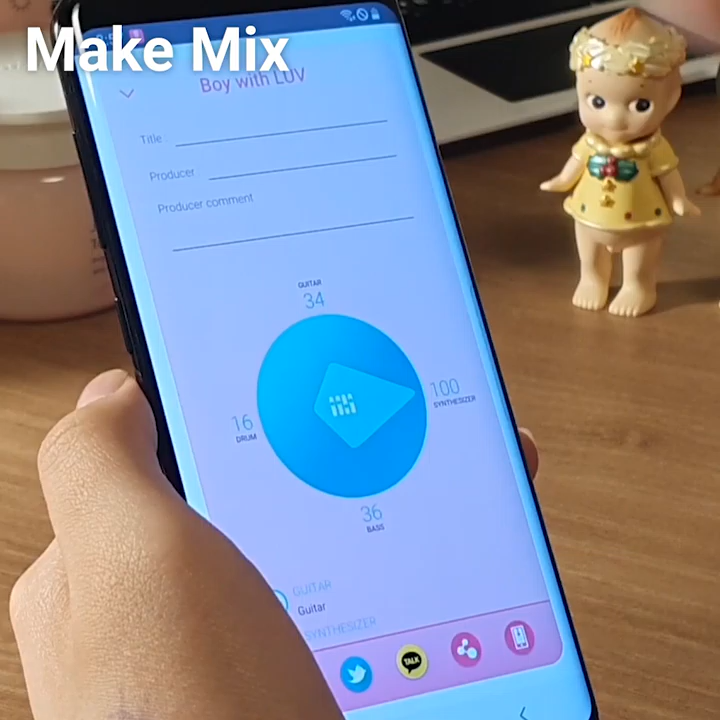 Make Mix
Boy with LUV
Title
Producer
Producer comment
GUITAR
34
100
SYNTHESIZER
16
DRUM
36
BASS
GUITAR
Guitar
SYNTHESIZER
TALK